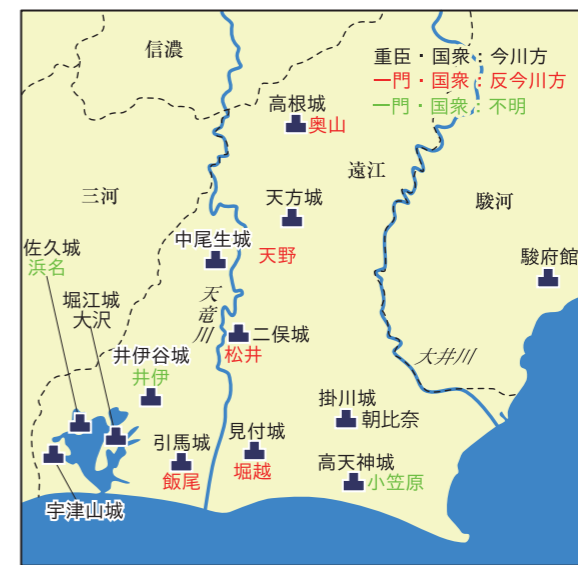 信濃
重臣・国衆：今川方
一門・国衆：反今川方
一門・国衆：不明
高根城
奥山
遠江
三河
天方城
駿河
中尾生城
天野
佐久城
浜名
駿府館
堀江城
大沢
天竜川
二俣城
松井
大井川
井伊谷城
井伊
掛川城
朝比奈
引馬城
飯尾
見付城
堀越
高天神城
小笠原
宇津山城